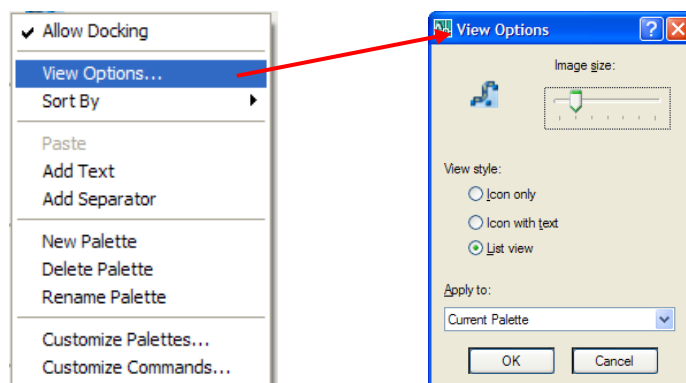 Allow Docking
View Options...
Sort By
Paste
Add Text
Add Separator
New Palette
Delete Palette
Rename Palette
Customize Palettes...
Customize Commands...
View Options
Image size:
View style:
Icon only
Icon with text
List view
Apply to:
Current Palette
OK
Cancel